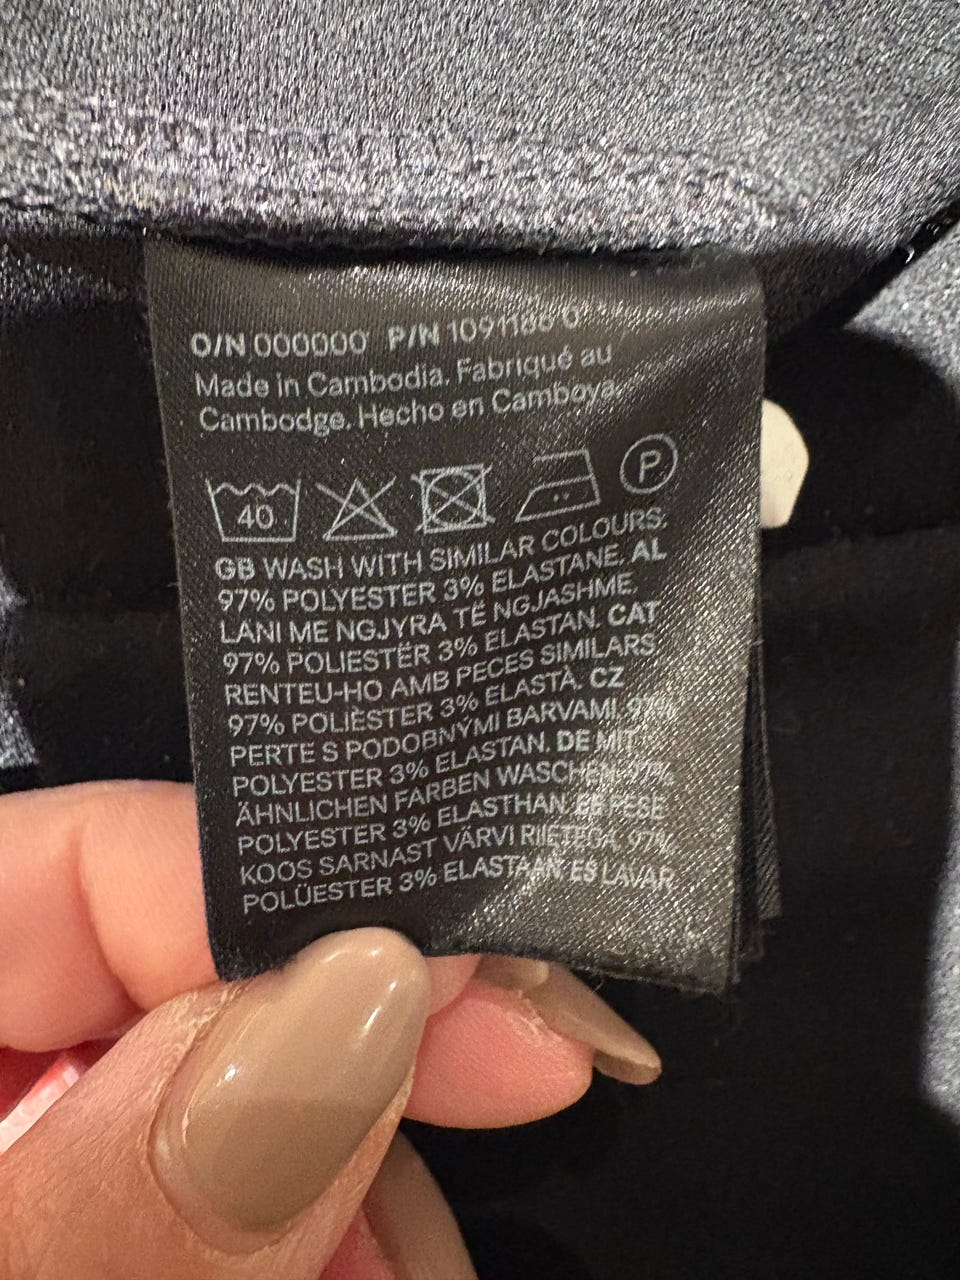 O/N 000000 P/N 1091180 0
Made in Cambodia. Fabriqué au
Cambodge. Hecho en Camboya.
40 P
GB WASH WITH SIMILAR COLOURS.
97% POLYESTER 3% ELASTANE. AL
LANI ME NGJYRA TË NGJASHME.
97% POLIESTËR 3% ELASTAN. CAT
RENTEU-HO AMB PECES SIMILARS.
97% POLIÈSTER 3% ELASTÀ. CZ
PERTE S PODOBNÝMI BARVAMI. 97%
POLYESTER 3% ELASTAN. DE MIT
ÄHNLICHEN FARBEN WASCHEN. 97%
POLYESTER 3% ELASTHAN. EE PESE
KOOS SARNAST VÄRVI RIIETEGA. 97%
POLÜESTER 3% ELASTAAN. ES LAVAR